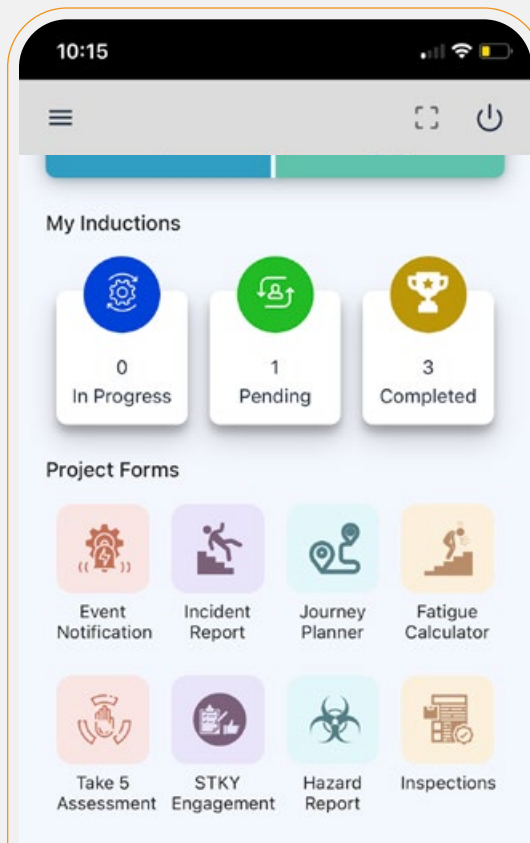 10:15
My Inductions
0
In Progress
1
Pending
3
Completed
Project Forms
Event
Notification
Incident
Report
Journey
Planner
Fatigue
Calculator
Take 5
Assessment
STKY
Engagement
Hazard
Report
Inspections